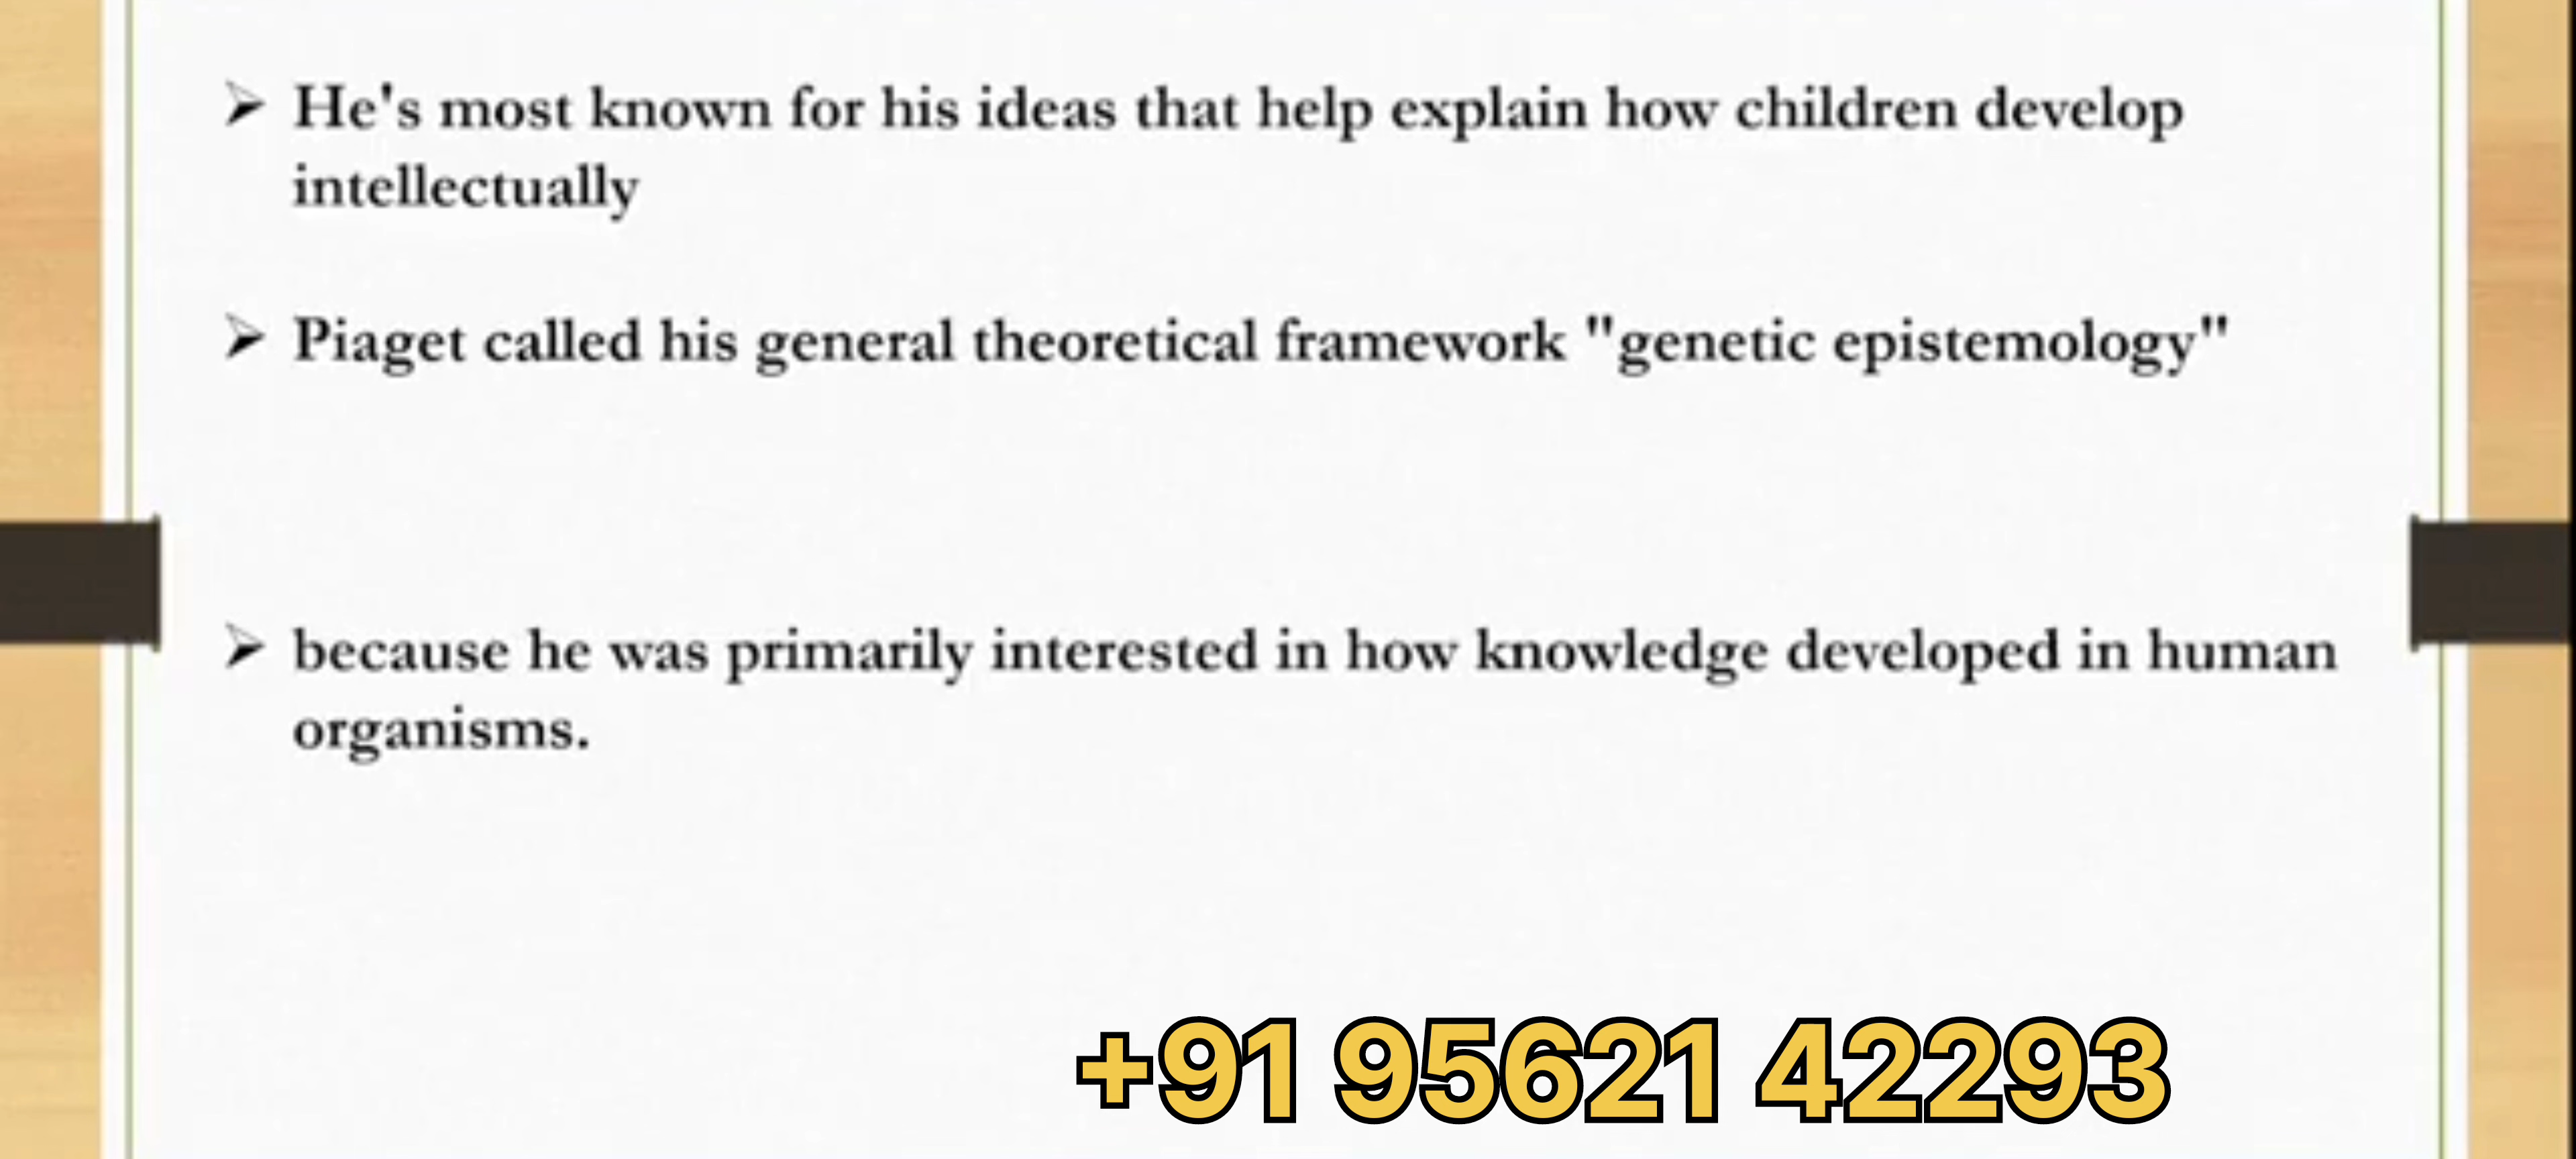 ➢ He's most known for his ideas that help explain how children develop
intellectually
➢ Piaget called his general theoretical framework "genetic epistemology"
➢ because he was primarily interested in how knowledge developed in human
organisms.
+91 95621 42293